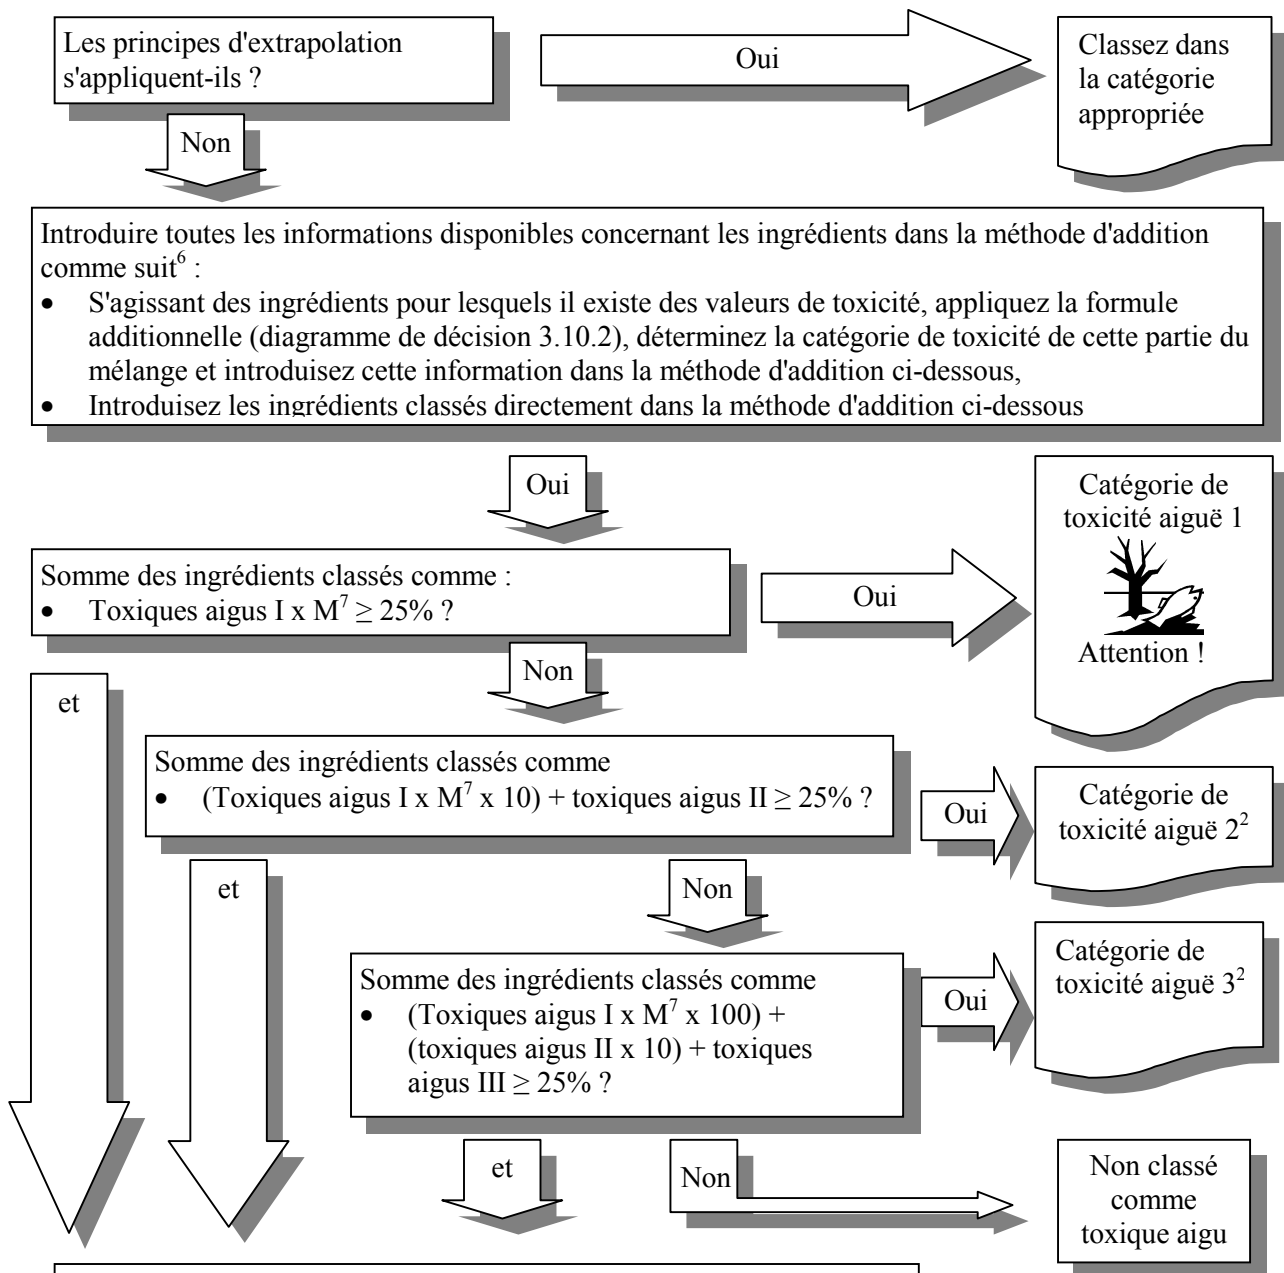 Les principes d'extrapolation
s'appliquent-ils ?
Oui
Classez dans
la catégorie
appropriée
Non
Introduire toutes les informations disponibles concernant les ingrédients dans la méthode d'addition
comme suit⁶ :
• S'agissant des ingrédients pour lesquels il existe des valeurs de toxicité, appliquez la formule
additionnelle (diagramme de décision 3.10.2), déterminez la catégorie de toxicité de cette partie du
mélange et introduisez cette information dans la méthode d'addition ci-dessous,
• Introduisez les ingrédients classés directement dans la méthode d'addition ci-dessous
Oui
Somme des ingrédients classés comme :
• Toxiques aigus I x M⁷ ≥ 25% ?
Oui
Catégorie de
toxicité aiguë 1
Attention !
Non
et
Somme des ingrédients classés comme
• (Toxiques aigus I x M⁷ x 10) + toxiques aigus II ≥ 25% ?
Oui
Catégorie de
toxicité aiguë 2²
et
Non
Somme des ingrédients classés comme
• (Toxiques aigus I x M⁷ x 100) +
(toxiques aigus II x 10) + toxiques
aigus III ≥ 25% ?
Oui
Catégorie de
toxicité aiguë 3²
et
Non
Non classé
comme
toxique aigu